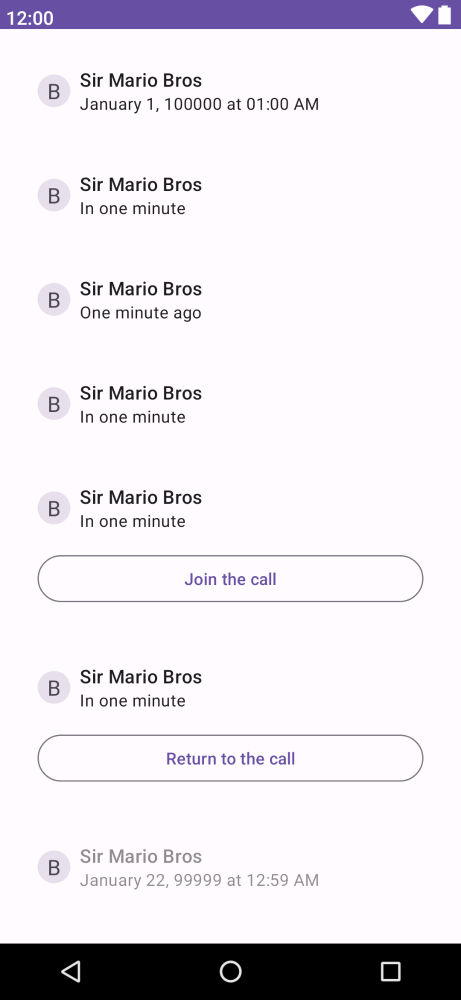 12:00
B
Sir Mario Bros
January 1, 100000 at 01:00 AM
B
Sir Mario Bros
In one minute
B
Sir Mario Bros
One minute ago
B
Sir Mario Bros
In one minute
B
Sir Mario Bros
In one minute
Join the call
B
Sir Mario Bros
In one minute
Return to the call
B
Sir Mario Bros
January 22, 99999 at 12:59 AM